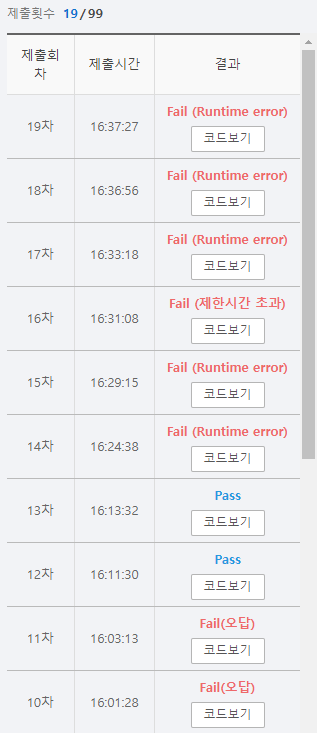 제출횟수 19/99
제출회차 제출시간 결과
19차 16:37:27 Fail (Runtime error)
코드보기
18차 16:36:56 Fail (Runtime error)
코드보기
17차 16:33:18 Fail (Runtime error)
코드보기
16차 16:31:08 Fail (제한시간 초과)
코드보기
15차 16:29:15 Fail (Runtime error)
코드보기
14차 16:24:38 Fail (Runtime error)
코드보기
13차 16:13:32 Pass
코드보기
12차 16:11:30 Pass
코드보기
11차 16:03:13 Fail(오답)
코드보기
10차 16:01:28 Fail(오답)
코드보기